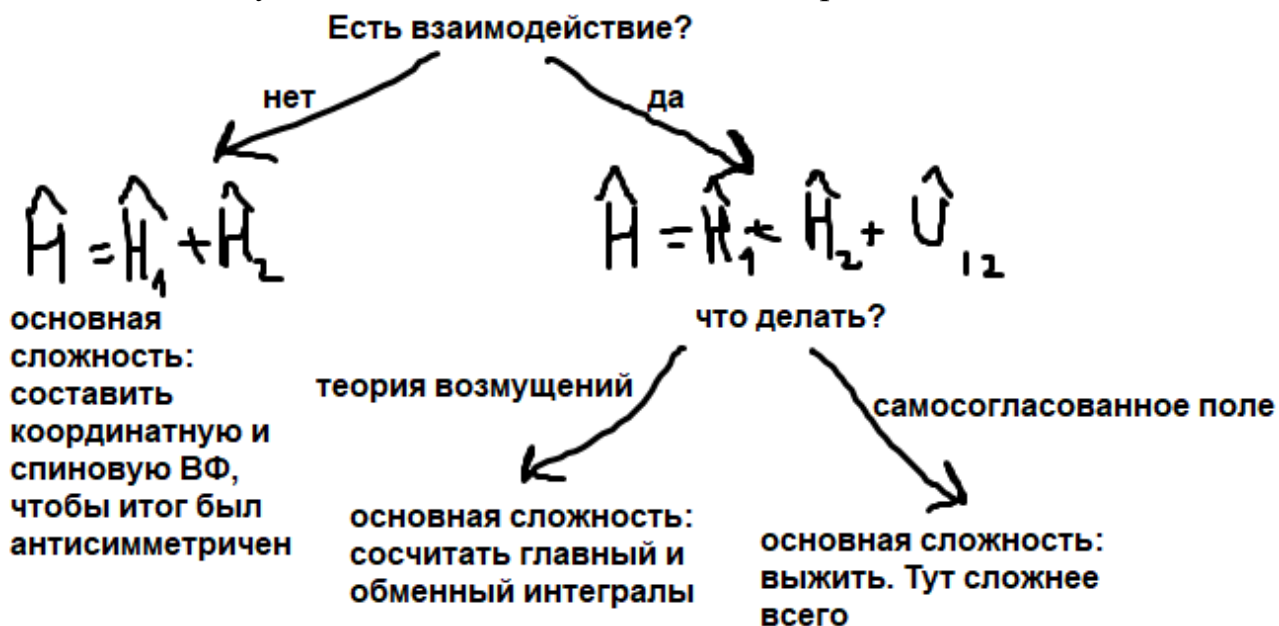 Есть взаимодействие?
нет
да
Ĥ = Ĥ₁ + Ĥ₂
Ĥ = Ĥ₁ + Ĥ₂ + Û₁₂
основная
сложность:
составить
координатную и
спиновую ВФ,
чтобы итог был
антисимметричен
что делать?
теория возмущений
самосогласованное поле
основная сложность:
сосчитать главный и
обменный интегралы
основная сложность:
выжить. Тут сложнее
всего